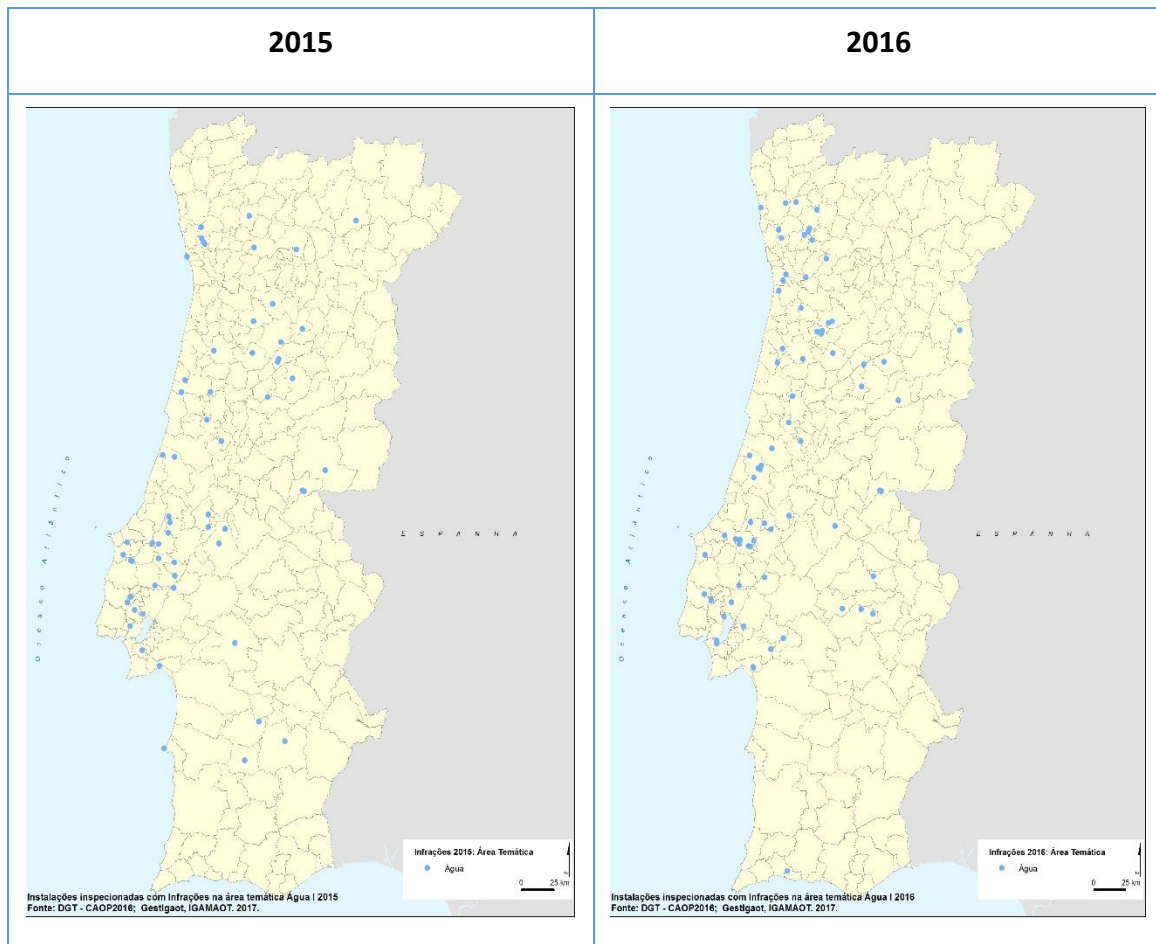 2015
2016
Oceano Atlântico
ESPANHA
Infrações 2015: Área Temática
Água
0 25 km
Instalações inspecionadas com Infrações na área temática Água I 2015
Fonte: DGT - CAOP2016; Gestigaot, IGAMAOT. 2017.
Oceano Atlântico
ESPANHA
Infrações 2016: Área Temática
Água
0 25 km
Instalações inspecionadas com Infrações na área temática Água I 2016
Fonte: DGT - CAOP2016; Gestigaot, IGAMAOT. 2017.